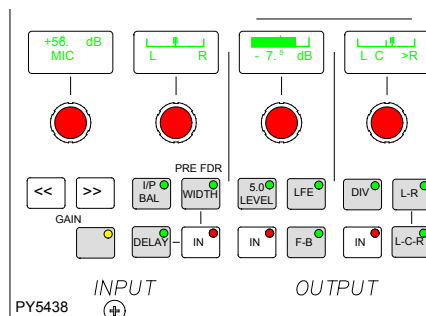 +56. dB
MIC
L R
- 7.5 dB
L C >R
PRE FDR
<< >> I/P BAL WIDTH 5.0 LEVEL LFE DIV L-R
GAIN
DELAY IN IN F-B IN L-C-R
INPUT OUTPUT
PY5438